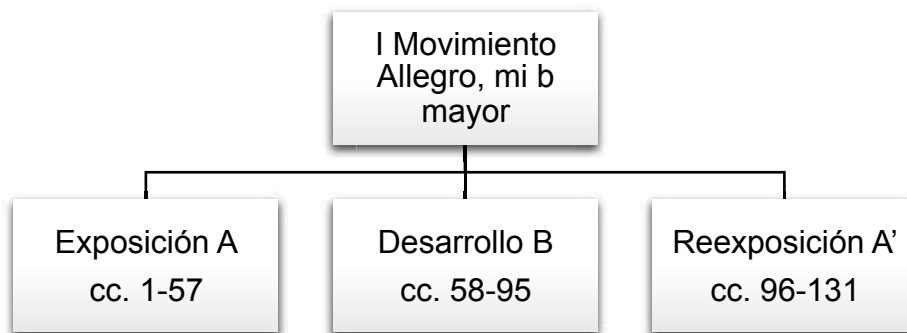 I Movimiento
Allegro, mi b
mayor
Exposición A
cc. 1-57
Desarrollo B
cc. 58-95
Reexposición A’
cc. 96-131